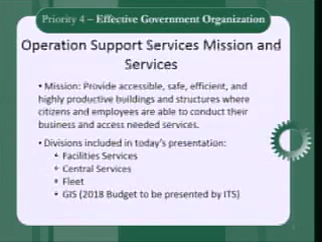 Priority 4 – Effective Government Organization
Operation Support Services Mission and
Services
• Mission: Provide accessible, safe, efficient, and
highly productive buildings and structures where
citizens and employees are able to conduct their
business and access needed services.
• Divisions included in today's presentation:
• Facilities Services
• Central Services
• Fleet
• GIS (2018 Budget to be presented by ITS)